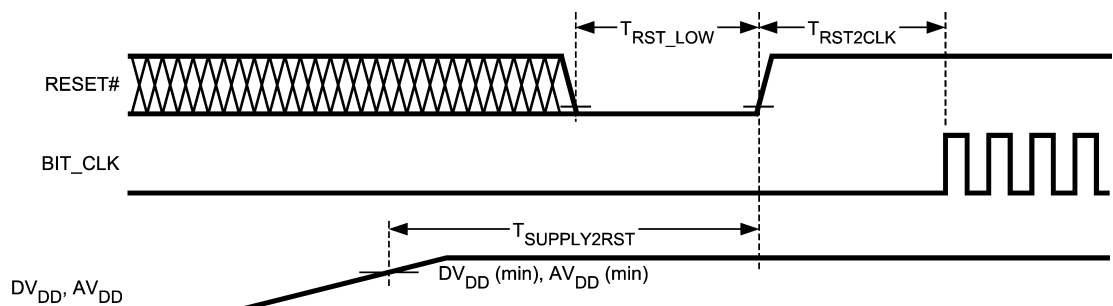 T_RST_LOW
T_RST2CLK
RESET#
BIT_CLK
T_SUPPLY2RST
DV_DD (min), AV_DD (min)
DV_DD, AV_DD